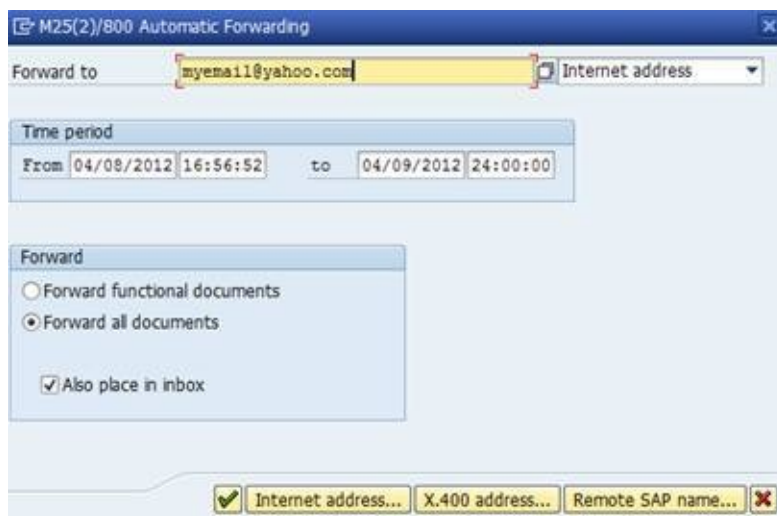 M25(2)/800 Automatic Forwarding
Forward to myemail@yahoo.com Internet address
Time period
From 04/08/2012 16:56:52 to 04/09/2012 24:00:00
Forward
Forward functional documents
Forward all documents
Also place in inbox
Internet address... X.400 address... Remote SAP name...